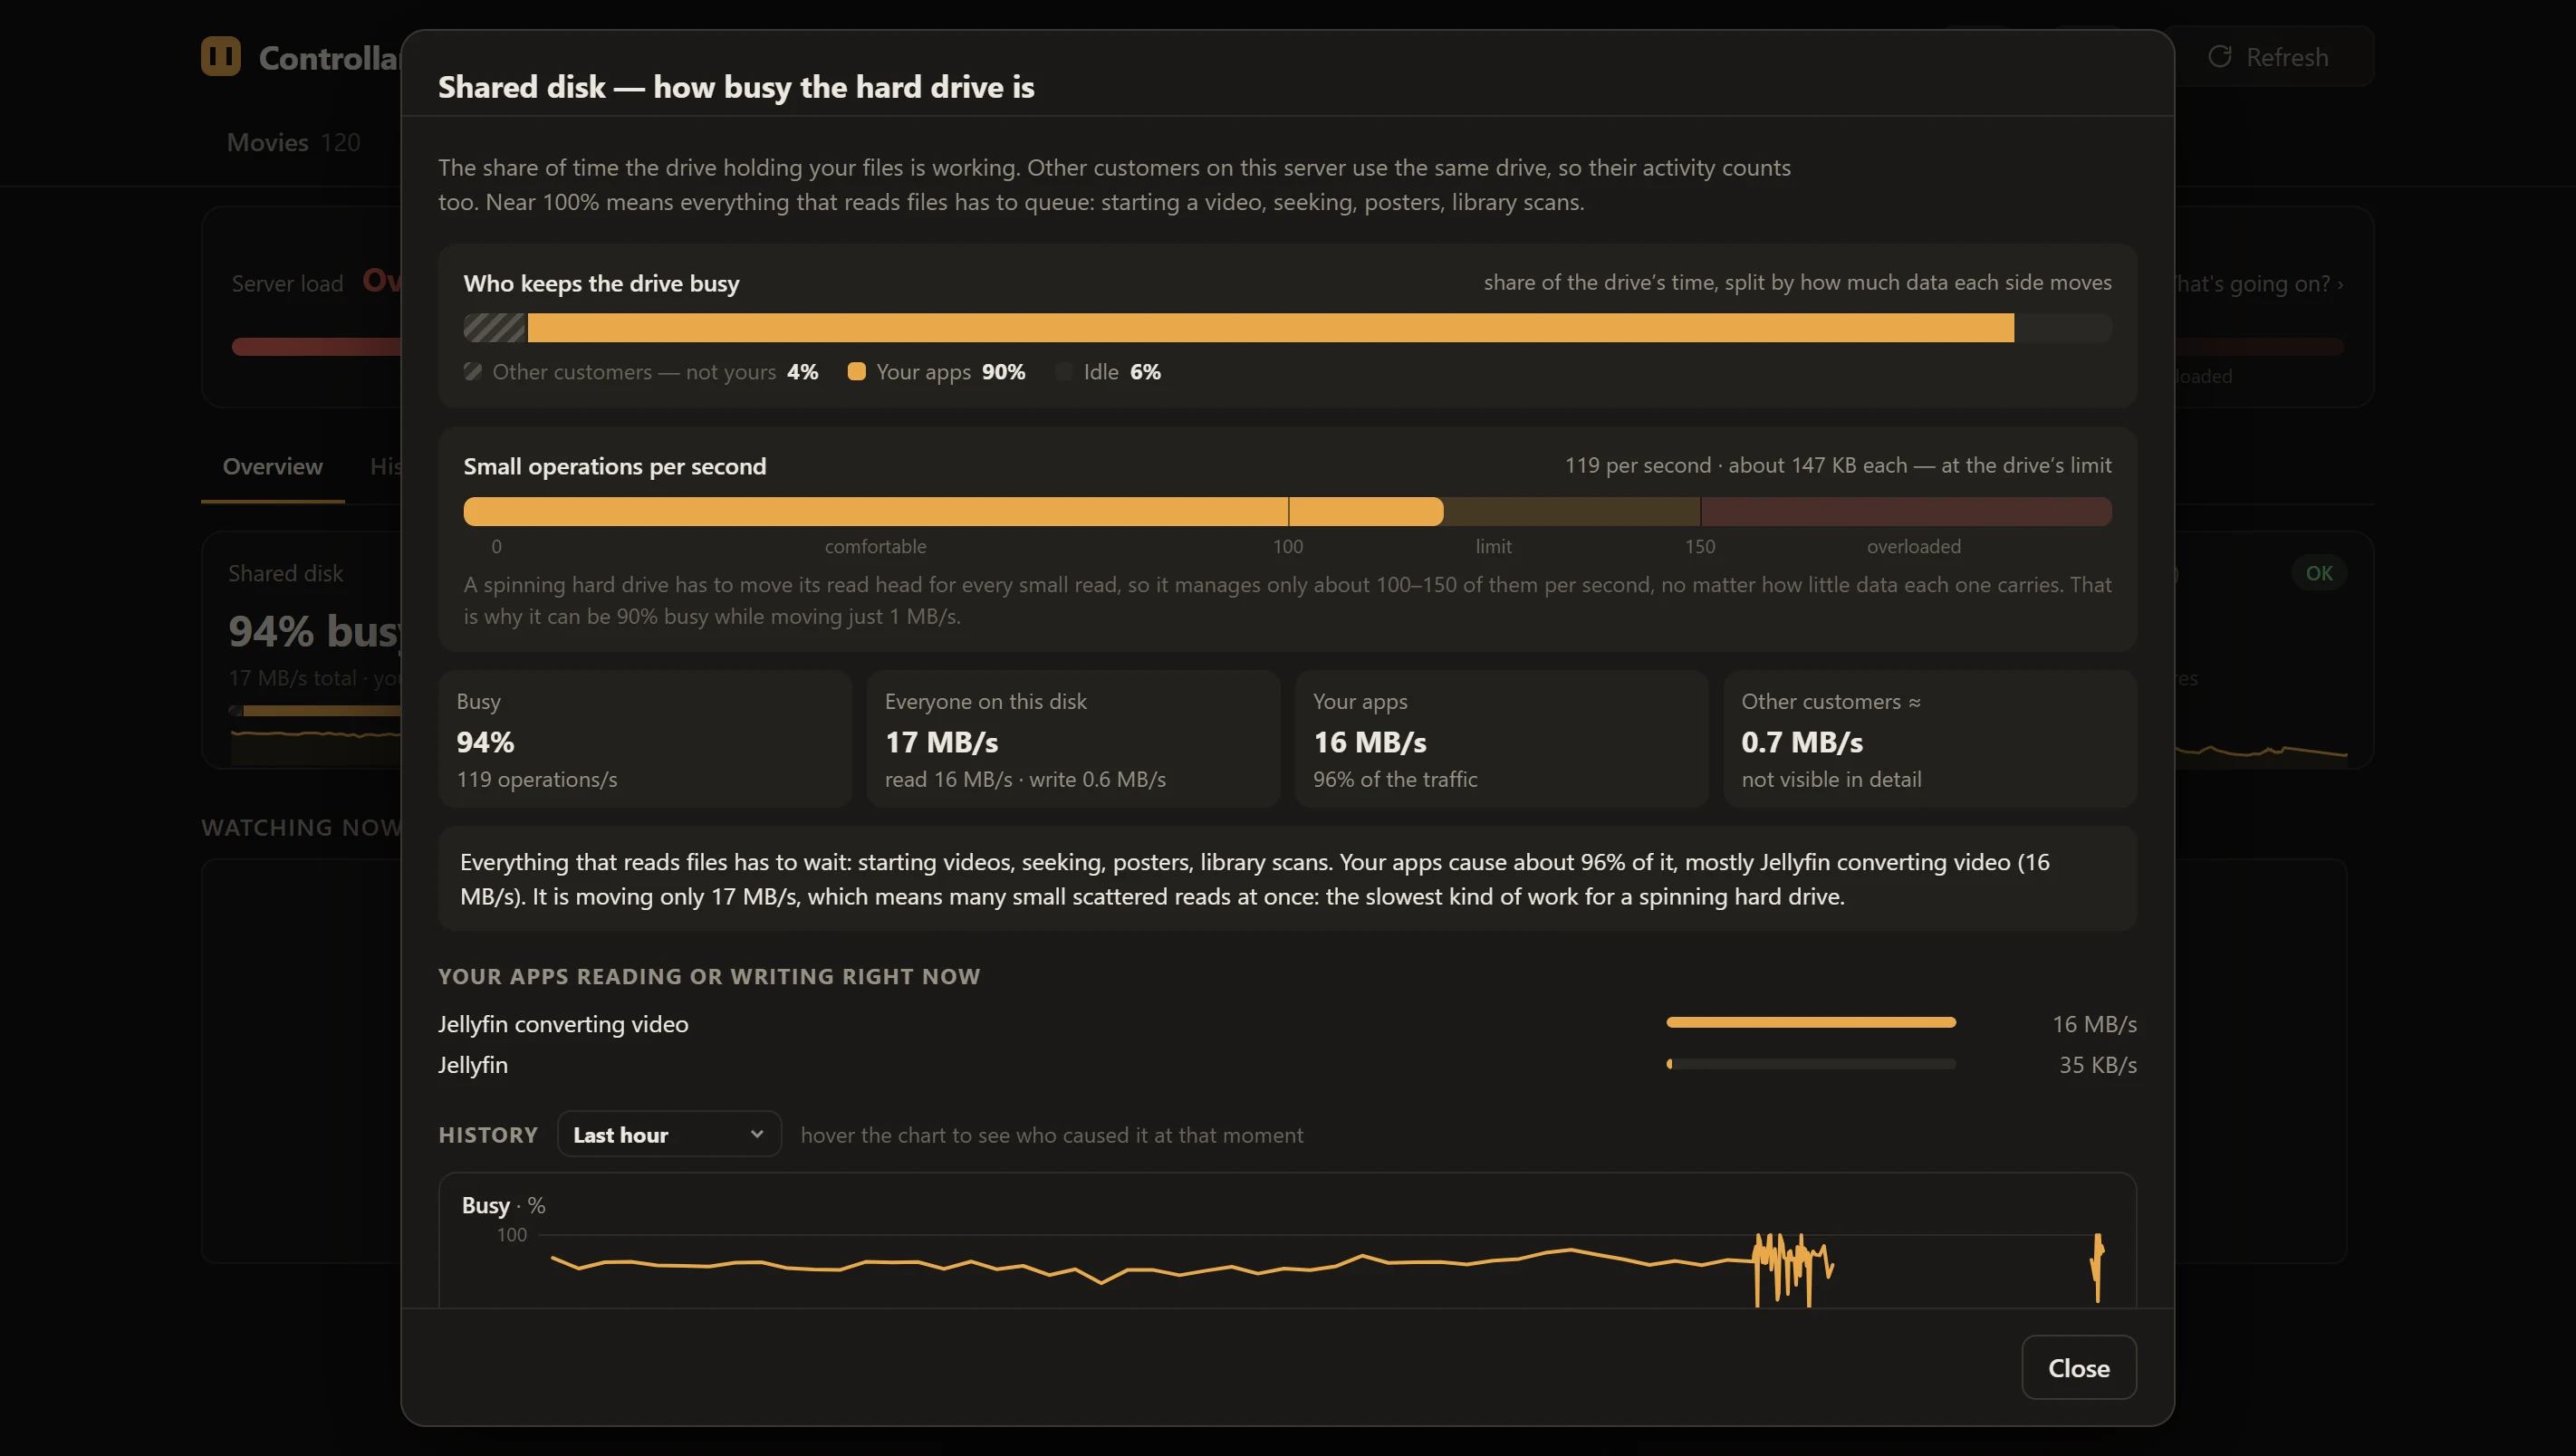 Controlla
Refresh
Movies 120
Shared disk — how busy the hard drive is
The share of time the drive holding your files is working. Other customers on this server use the same drive, so their activity counts
too. Near 100% means everything that reads files has to queue: starting a video, seeking, posters, library scans.
Server load Ov
hat's going on? ›
loaded
Who keeps the drive busy
share of the drive's time, split by how much data each side moves
Other customers — not yours 4% Your apps 90% Idle 6%
Overview His
Small operations per second
119 per second · about 147 KB each — at the drive's limit
0 comfortable 100 limit 150 overloaded
A spinning hard drive has to move its read head for every small read, so it manages only about 100–150 of them per second, no matter how little data each one carries. That
is why it can be 90% busy while moving just 1 MB/s.
Shared disk
94% busy
17 MB/s total · you
OK
res
Busy
94%
119 operations/s
Everyone on this disk
17 MB/s
read 16 MB/s · write 0.6 MB/s
Your apps
16 MB/s
96% of the traffic
Other customers ≈
0.7 MB/s
not visible in detail
WATCHING NOW
Everything that reads files has to wait: starting videos, seeking, posters, library scans. Your apps cause about 96% of it, mostly Jellyfin converting video (16
MB/s). It is moving only 17 MB/s, which means many small scattered reads at once: the slowest kind of work for a spinning hard drive.
YOUR APPS READING OR WRITING RIGHT NOW
Jellyfin converting video 16 MB/s
Jellyfin 35 KB/s
HISTORY Last hour hover the chart to see who caused it at that moment
Busy · %
100
Close